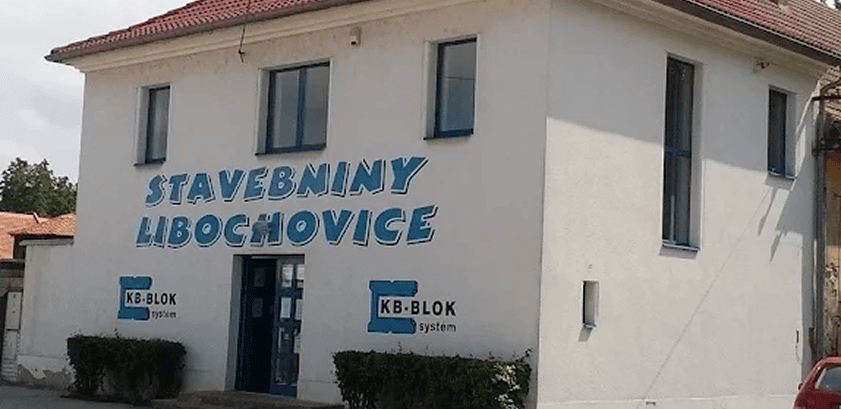 STAVEBNINY
LIBOCHOVICE
KB-BLOK
system
KB-BLOK
system